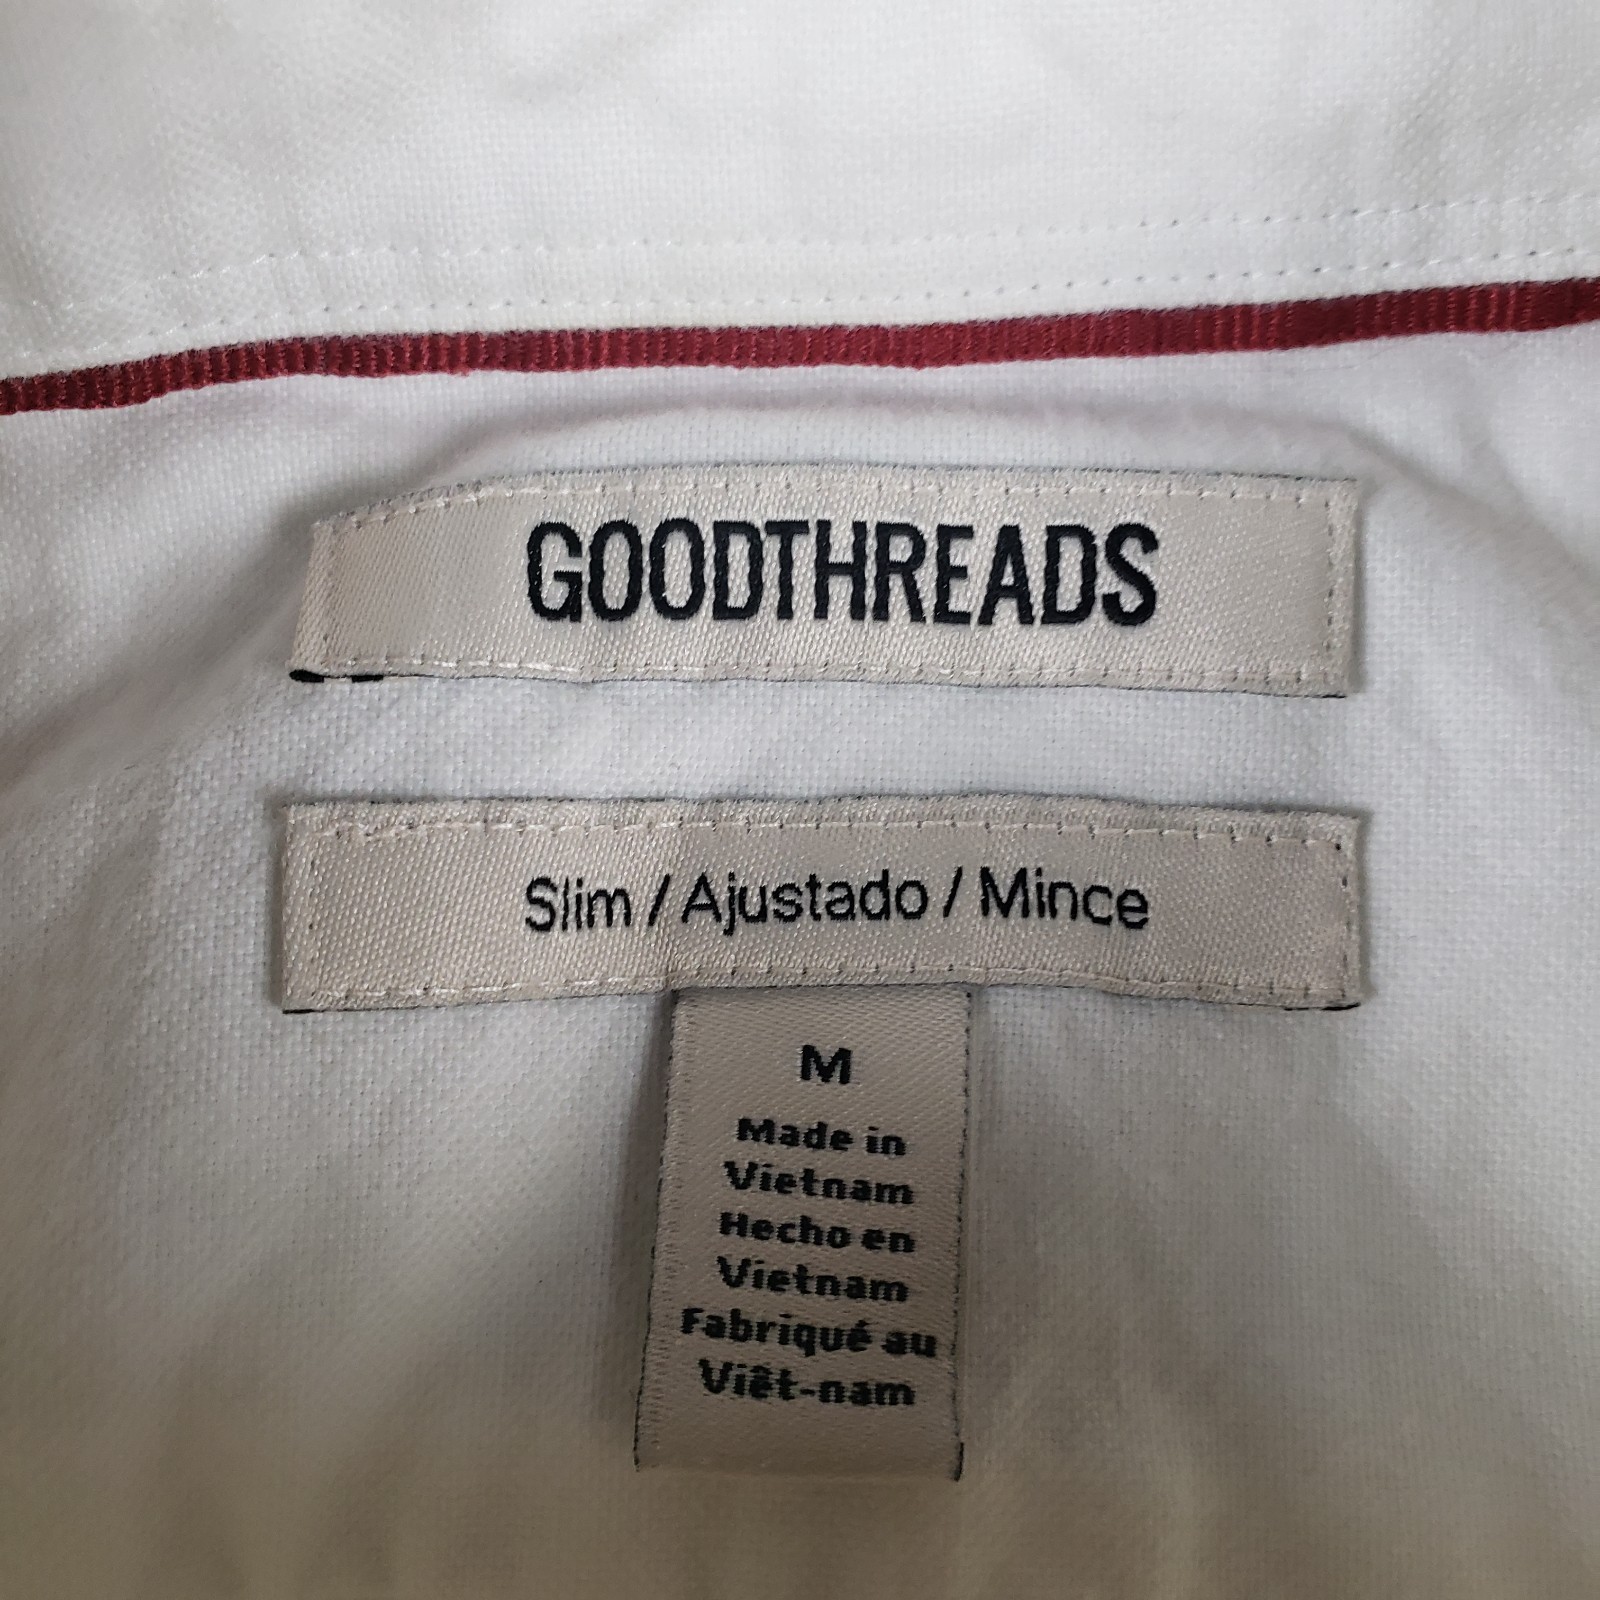 GOODTHREADS
Slim / Ajustado / Mince
M
Made in
Vietnam
Hecho en
Vietnam
Fabriqué au
Viêt-nam